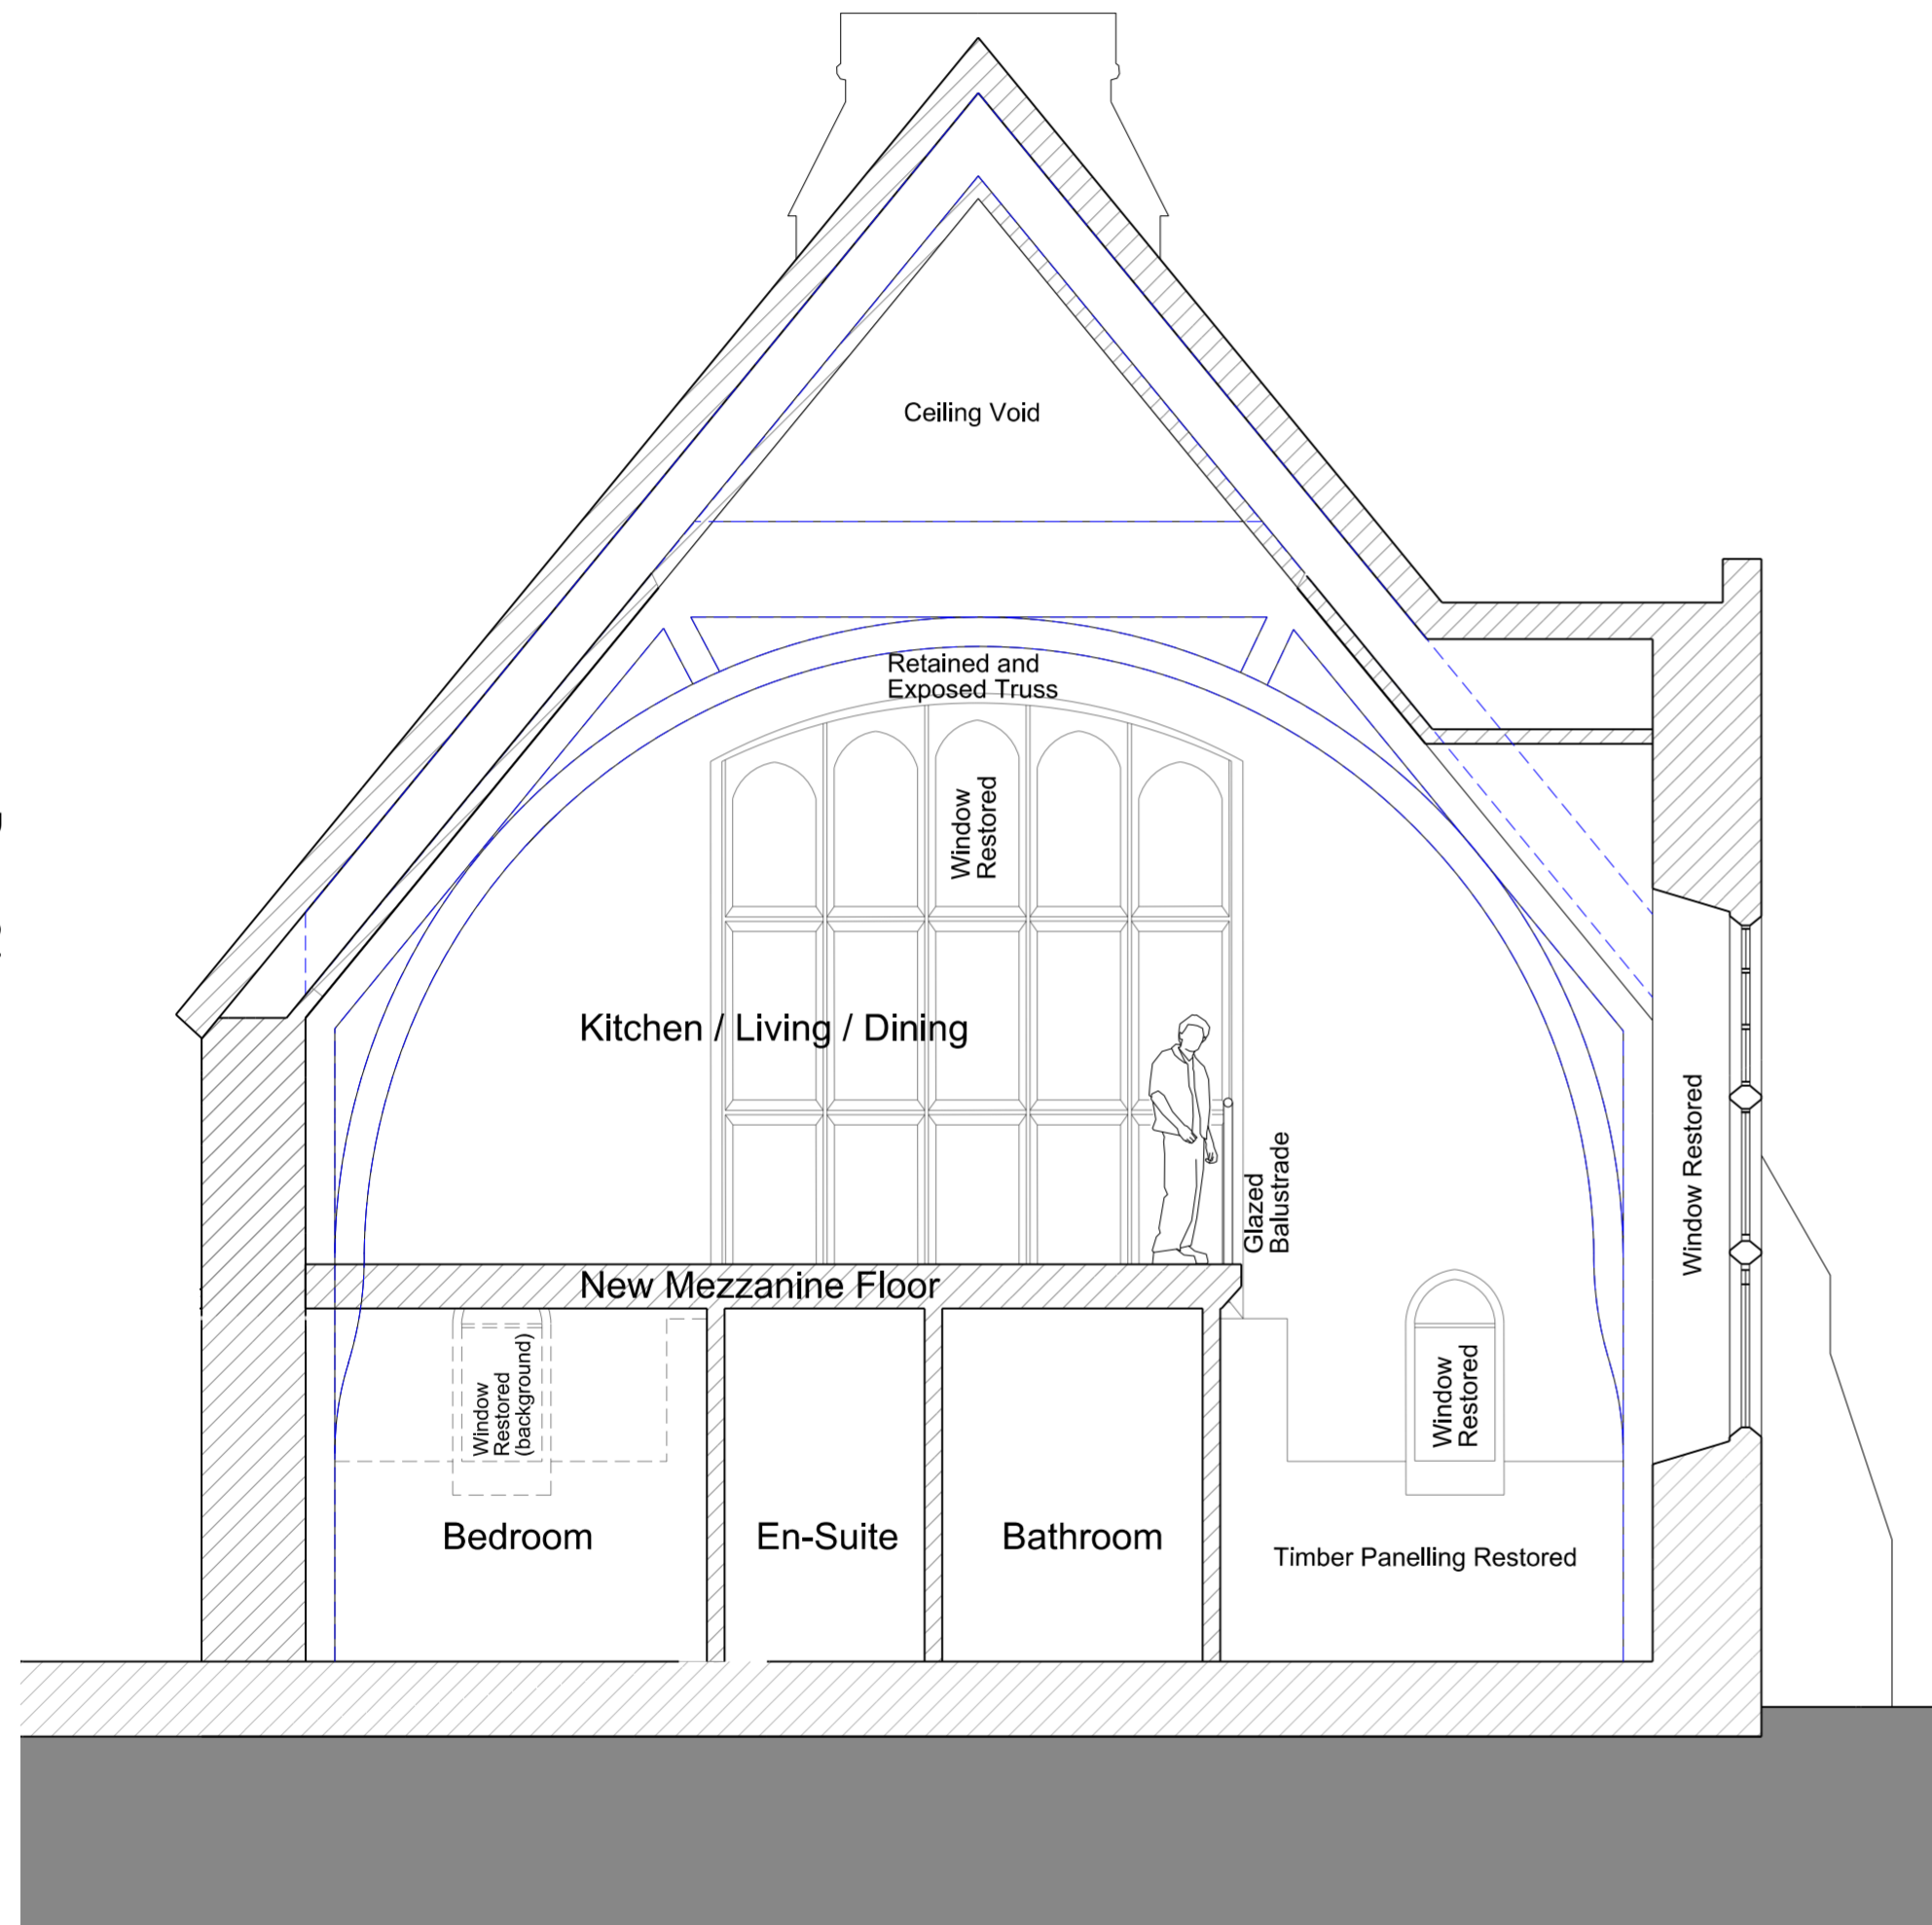 Ceiling Void
Retained and
Exposed Truss
Window
Restored
Kitchen / Living / Dining
Glazed
Balustrade
Window Restored
New Mezzanine Floor
Window
Restored
(background)
Window
Restored
Bedroom
En-Suite
Bathroom
Timber Panelling Restored